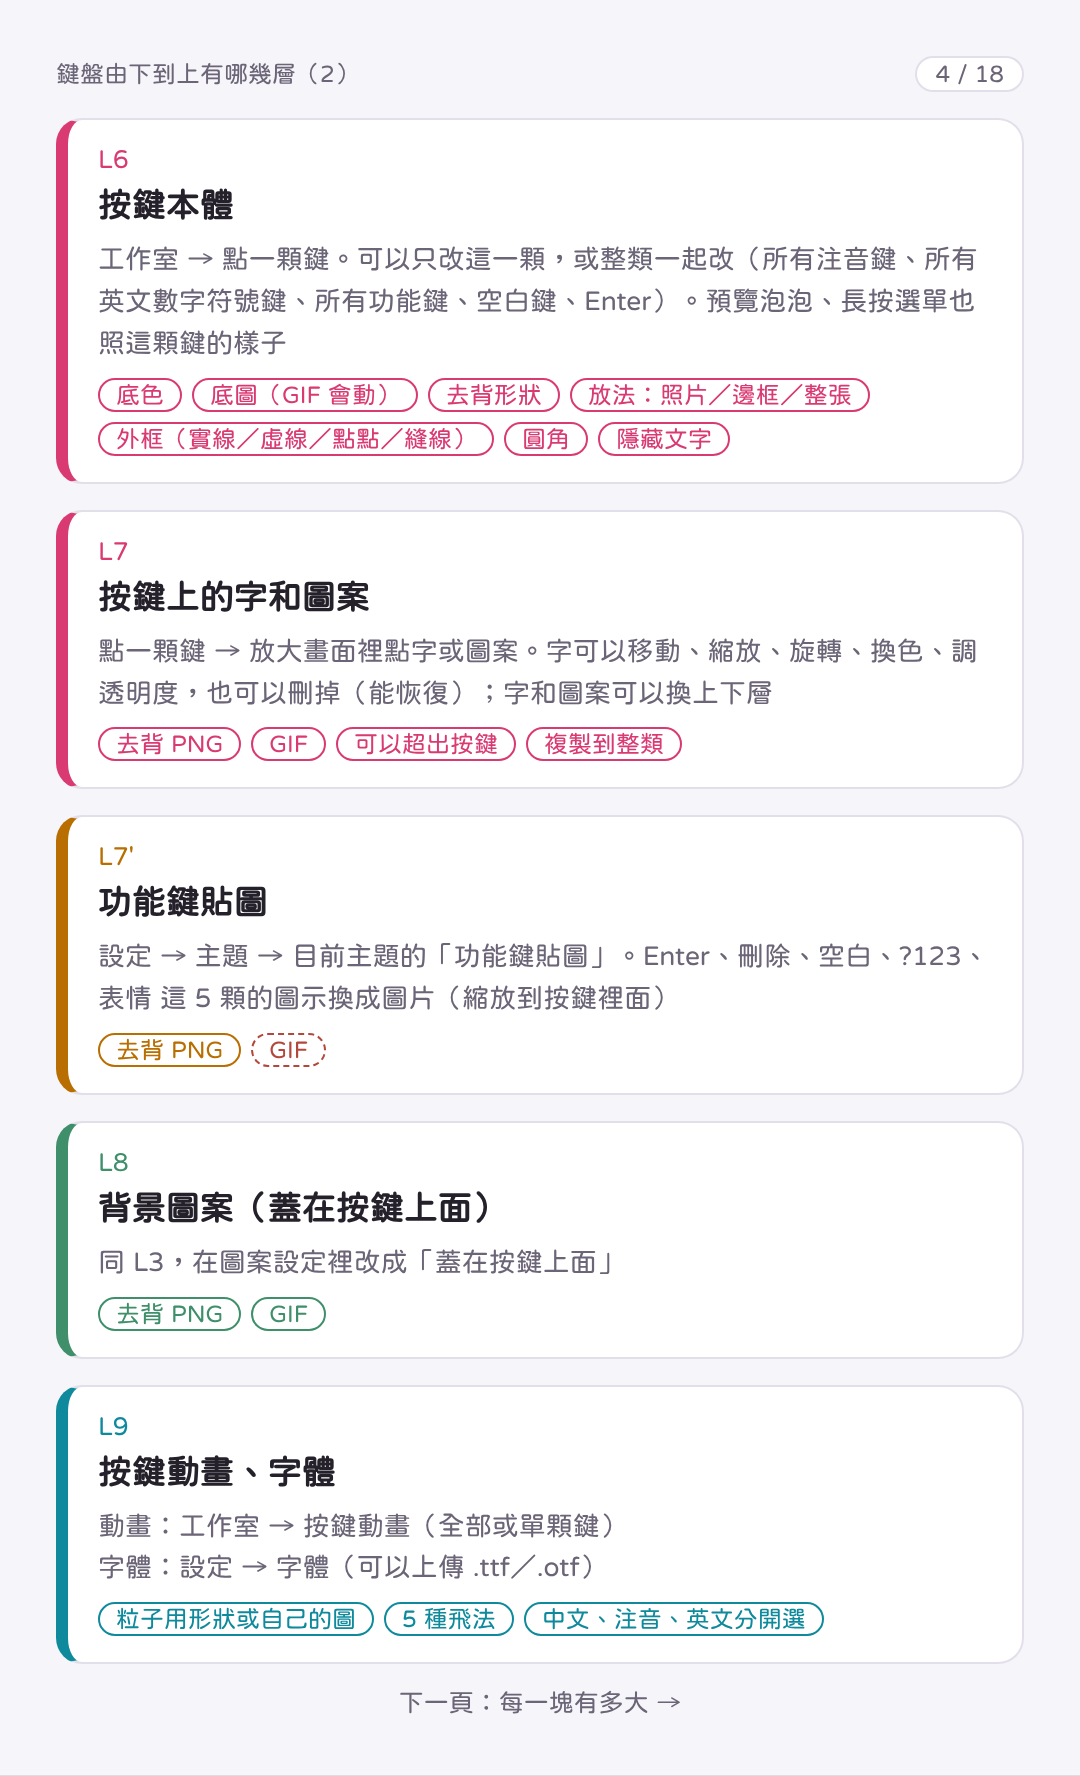 鍵盤由下到上有哪幾層（2）
4 / 18
L6
按鍵本體
工作室 → 點一顆鍵。可以只改這一顆，或整類一起改（所有注音鍵、所有
英文數字符號鍵、所有功能鍵、空白鍵、Enter）。預覽泡泡、長按選單也
照這顆鍵的樣子
底色 底圖（GIF 會動） 去背形狀 放法：照片／邊框／整張
外框（實線／虛線／點點／縫線） 圓角 隱藏文字
L7
按鍵上的字和圖案
點一顆鍵 → 放大畫面裡點字或圖案。字可以移動、縮放、旋轉、換色、調
透明度，也可以刪掉（能恢復）；字和圖案可以換上下層
去背 PNG GIF 可以超出按鍵 複製到整類
L7'
功能鍵貼圖
設定 → 主題 → 目前主題的「功能鍵貼圖」。Enter、刪除、空白、?123、
表情 這 5 顆的圖示換成圖片（縮放到按鍵裡面）
去背 PNG GIF
L8
背景圖案（蓋在按鍵上面）
同 L3，在圖案設定裡改成「蓋在按鍵上面」
去背 PNG GIF
L9
按鍵動畫、字體
動畫：工作室 → 按鍵動畫（全部或單顆鍵）
字體：設定 → 字體（可以上傳 .ttf／.otf）
粒子用形狀或自己的圖 5 種飛法 中文、注音、英文分開選
下一頁：每一塊有多大 →